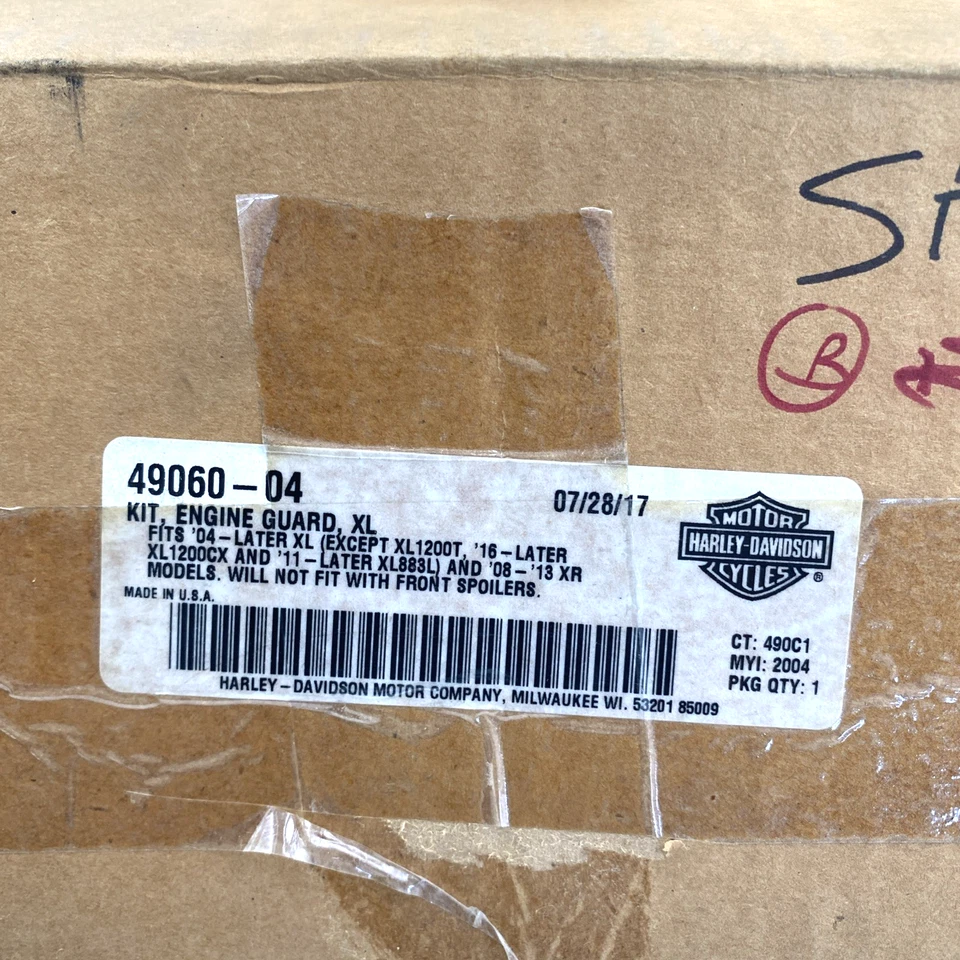 49060-04
07/28/17
KIT, ENGINE GUARD, XL
FITS '04-LATER XL (EXCEPT XL1200T, '16-LATER
XL1200CX AND '11-LATER XL883L) AND '08-'13 XR
MODELS. WILL NOT FIT WITH FRONT SPOILERS.
MADE IN U.S.A.
MOTOR
HARLEY-DAVIDSON
CYCLES
®
CT: 490C1
MYI: 2004
PKG QTY: 1
HARLEY-DAVIDSON MOTOR COMPANY, MILWAUKEE WI. 53201 85009